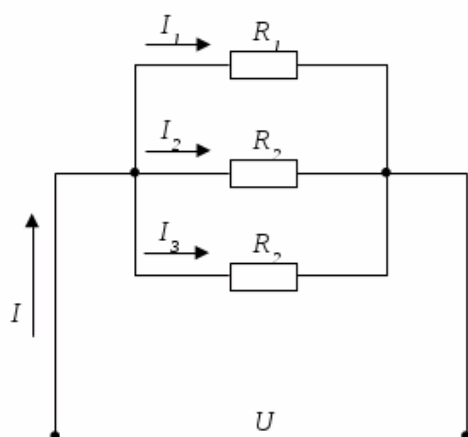 I₁ R₁
I₂ R₂
I₃ R₂
I
U